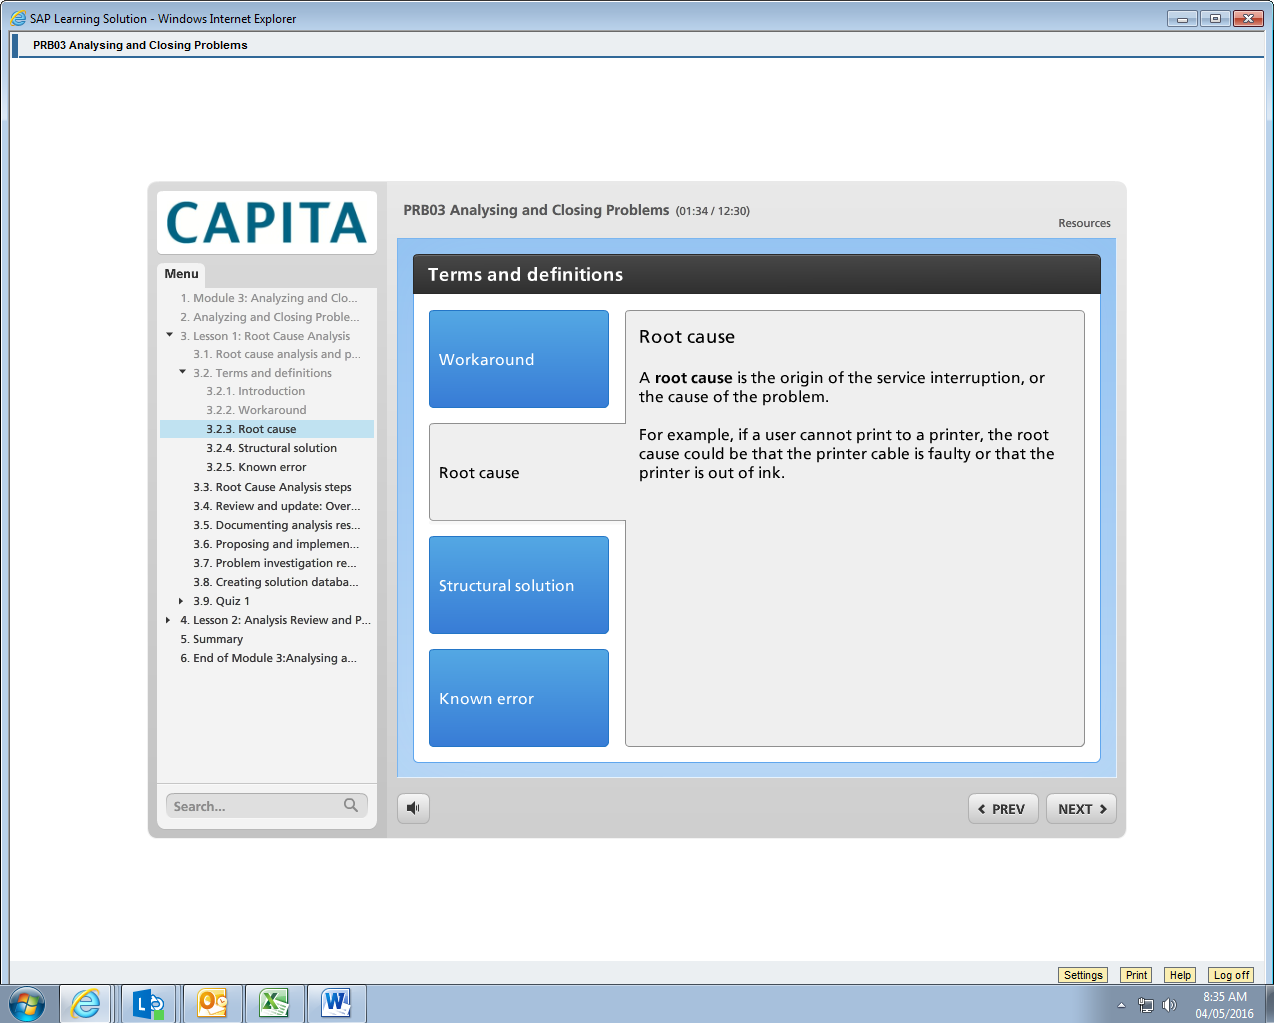 SAP Learning Solution - Windows Internet Explorer
PRB03 Analysing and Closing Problems
CAPITA
PRB03 Analysing and Closing Problems (01:34 / 12:30)
Resources
Menu
1. Module 3: Analyzing and Clo...
2. Analyzing and Closing Proble...
3. Lesson 1: Root Cause Analysis
3.1. Root cause analysis and p...
3.2. Terms and definitions
3.2.1. Introduction
3.2.2. Workaround
3.2.3. Root cause
3.2.4. Structural solution
3.2.5. Known error
3.3. Root Cause Analysis steps
3.4. Review and update: Over...
3.5. Documenting analysis res...
3.6. Proposing and implemen...
3.7. Problem investigation re...
3.8. Creating solution databa...
3.9. Quiz 1
4. Lesson 2: Analysis Review and P...
5. Summary
6. End of Module 3:Analysing a...
Search...
Terms and definitions
Workaround
Root cause
Structural solution
Known error
Root cause
A root cause is the origin of the service interruption, or
the cause of the problem.
For example, if a user cannot print to a printer, the root
cause could be that the printer cable is faulty or that the
printer is out of ink.
PREV
NEXT
Settings
Print
Help
Log off
8:35 AM
04/05/2016